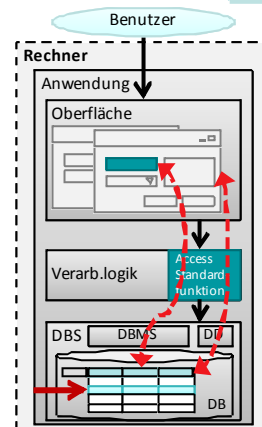 Benutzer
Rechner
Anwendung
Oberfläche
Verarb.logik
Access
Standard
funktion
DBS
DBMS
DD
DB